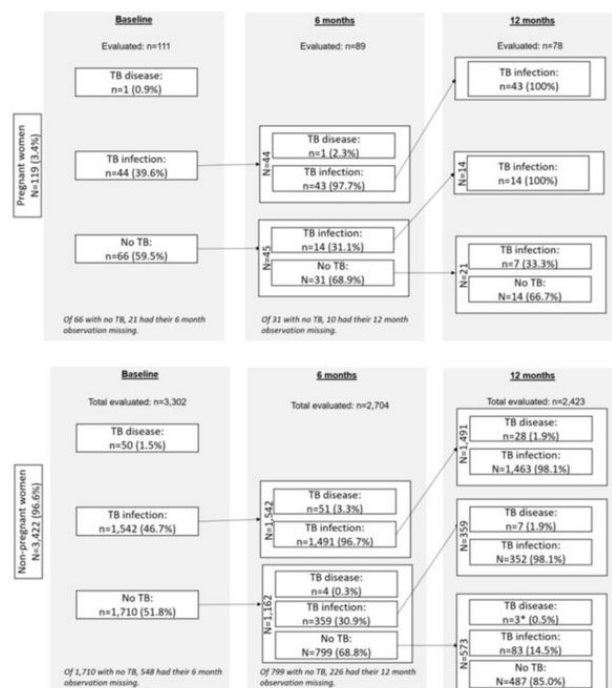 Baseline
6 months
12 months
Evaluated: n=111
Evaluated: n=89
Evaluated: n=78
Pregnant women
N=119 (3.4%)
TB disease:
n=1 (0.9%)
TB infection:
n=44 (39.6%)
No TB:
n=66 (59.5%)
N=44
TB disease:
n=1 (2.3%)
TB infection:
n=43 (97.7%)
N=45
TB infection:
n=14 (31.1%)
No TB:
N=31 (68.9%)
TB infection:
n=43 (100%)
N=14
TB infection:
n=14 (100%)
N=21
TB infection:
n=7 (33.3%)
No TB:
N=14 (66.7%)
Of 66 with no TB, 21 had their 6 month
observation missing.
Of 31 with no TB, 10 had their 12 month
observation missing.
Baseline
6 months
12 months
Total evaluated: n=3,302
Total evaluated: n=2,704
Total evaluated: n=2,423
Non-pregnant women
N=3,422 (96.6%)
TB disease:
n=50 (1.5%)
TB infection:
n=1,542 (46.7%)
No TB:
n=1,710 (51.8%)
N=1,542
TB disease:
n=51 (3.3%)
TB infection:
n=1,491 (96.7%)
N=1,162
TB disease:
n=4 (0.3%)
TB infection:
n=359 (30.9%)
No TB:
N=799 (68.8%)
N=1,491
TB disease:
n=28 (1.9%)
TB infection:
N=1,463 (98.1%)
N=359
TB disease:
n=7 (1.9%)
TB infection:
N=352 (98.1%)
N=573
TB disease:
n=3* (0.5%)
TB infection:
n=83 (14.5%)
No TB:
N=487 (85.0%)
Of 1,710 with no TB, 548 had their 6 month
observation missing.
Of 799 with no TB, 226 had their 12 month
observation missing.